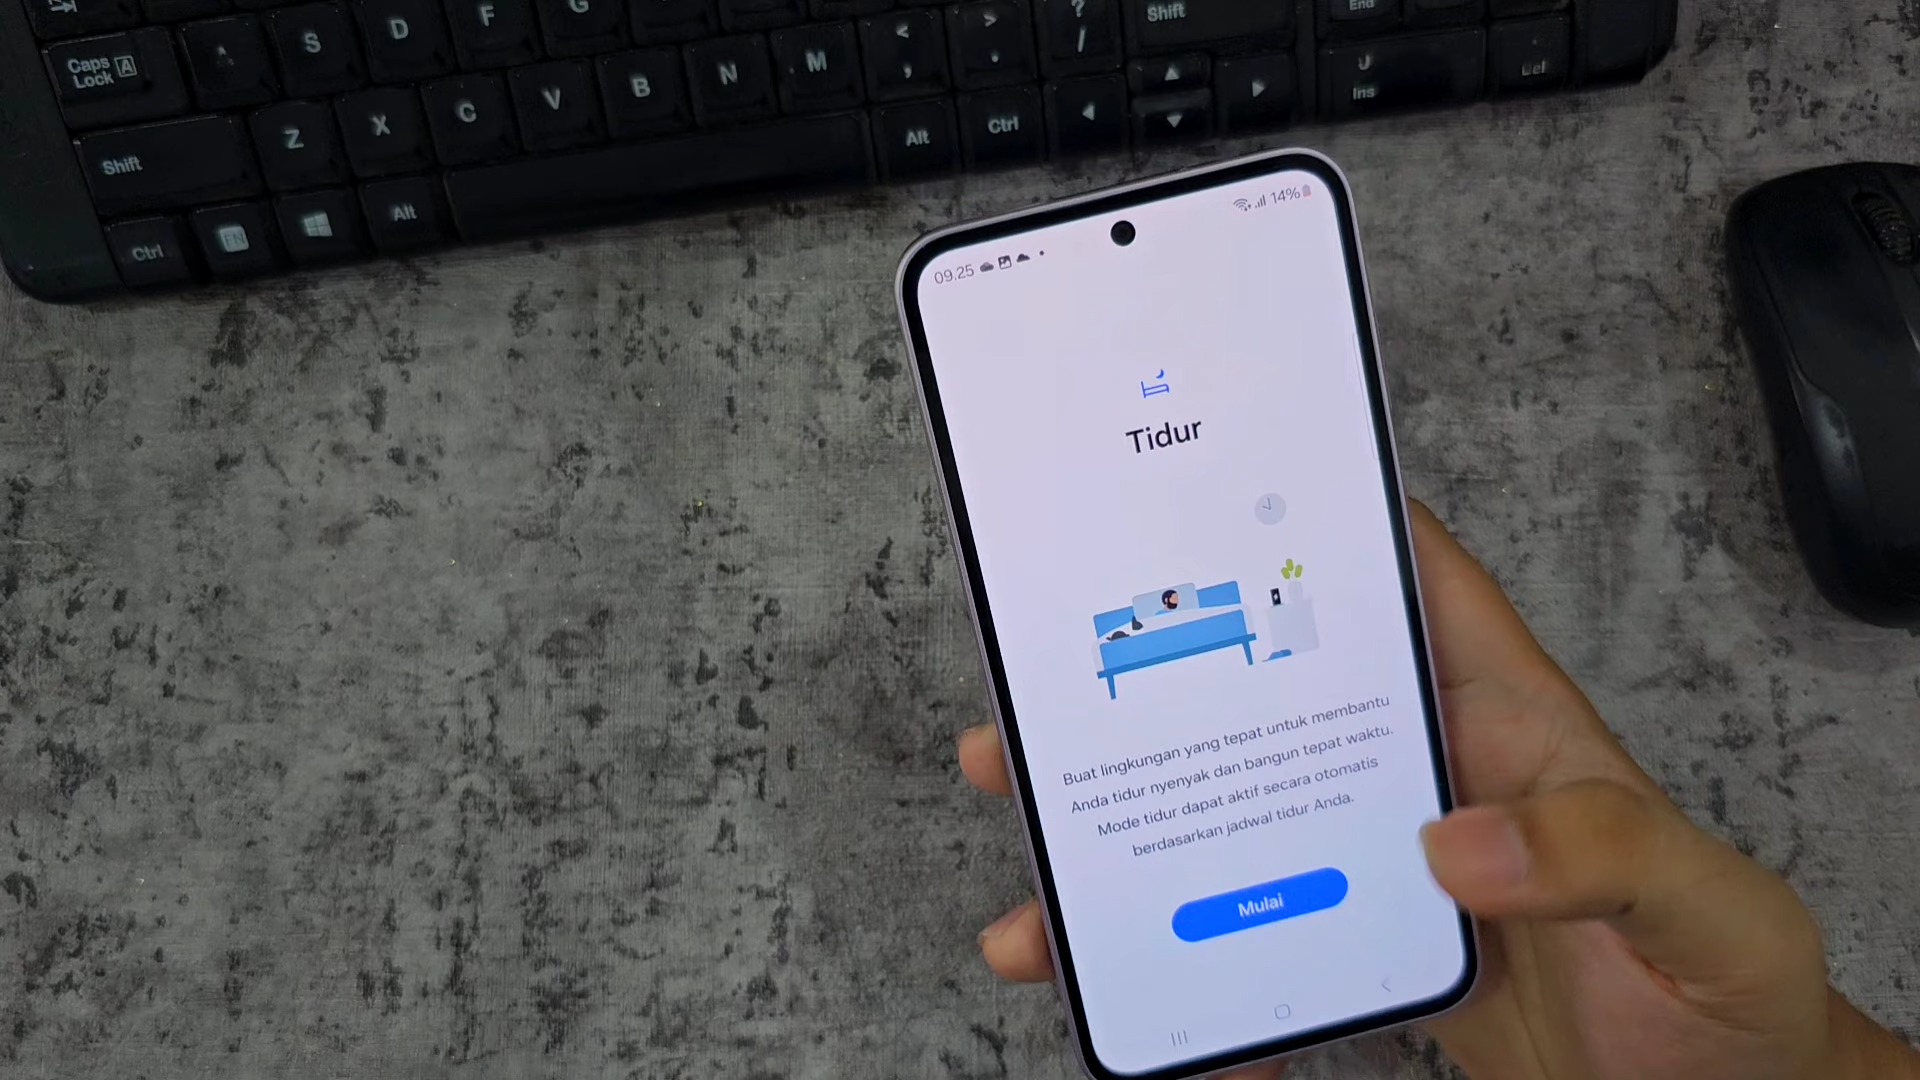 S D F G
Caps Lock A
Z X C V B N M < , > . ? /
Shift
Shift
End
Ins
Del
Ctrl FN Alt
Alt Ctrl
09.25
14%
Tidur
Buat lingkungan yang tepat untuk membantu
Anda tidur nyenyak dan bangun tepat waktu.
Mode tidur dapat aktif secara otomatis
berdasarkan jadwal tidur Anda.
Mulai